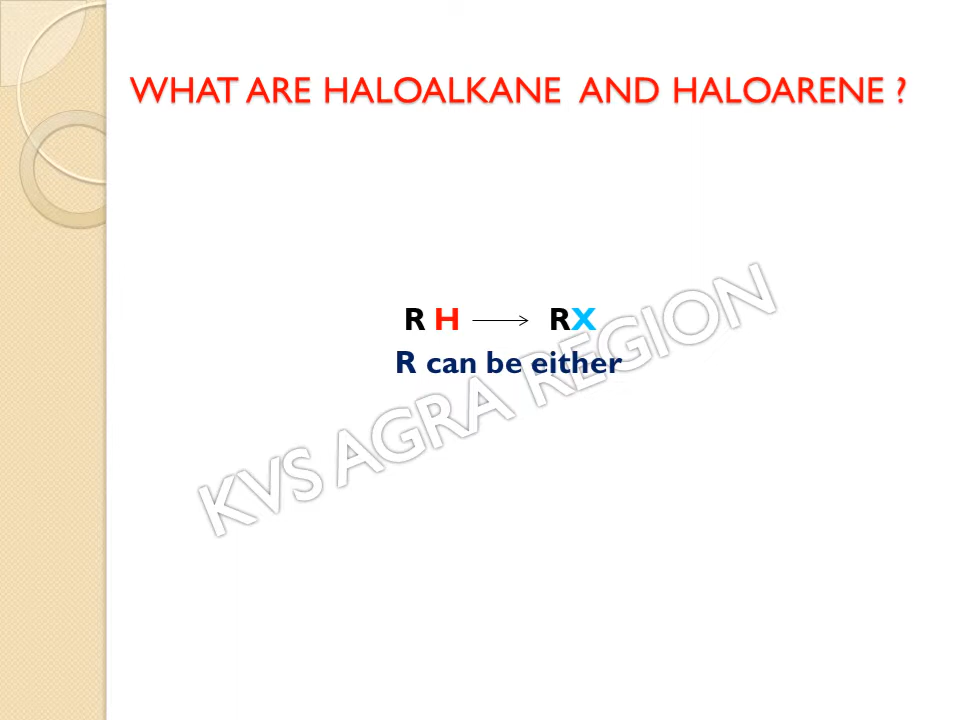 WHAT ARE HALOALKANE AND HALOARENE ?
R H → RX
R can be either
KVS AGRA REGION